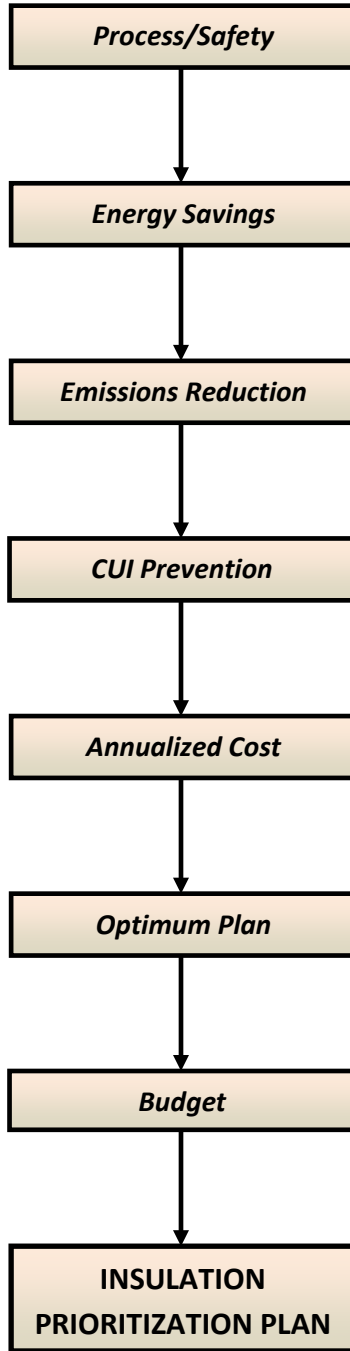 Process/Safety
Energy Savings
Emissions Reduction
CUI Prevention
Annualized Cost
Optimum Plan
Budget
INSULATION
PRIORITIZATION PLAN